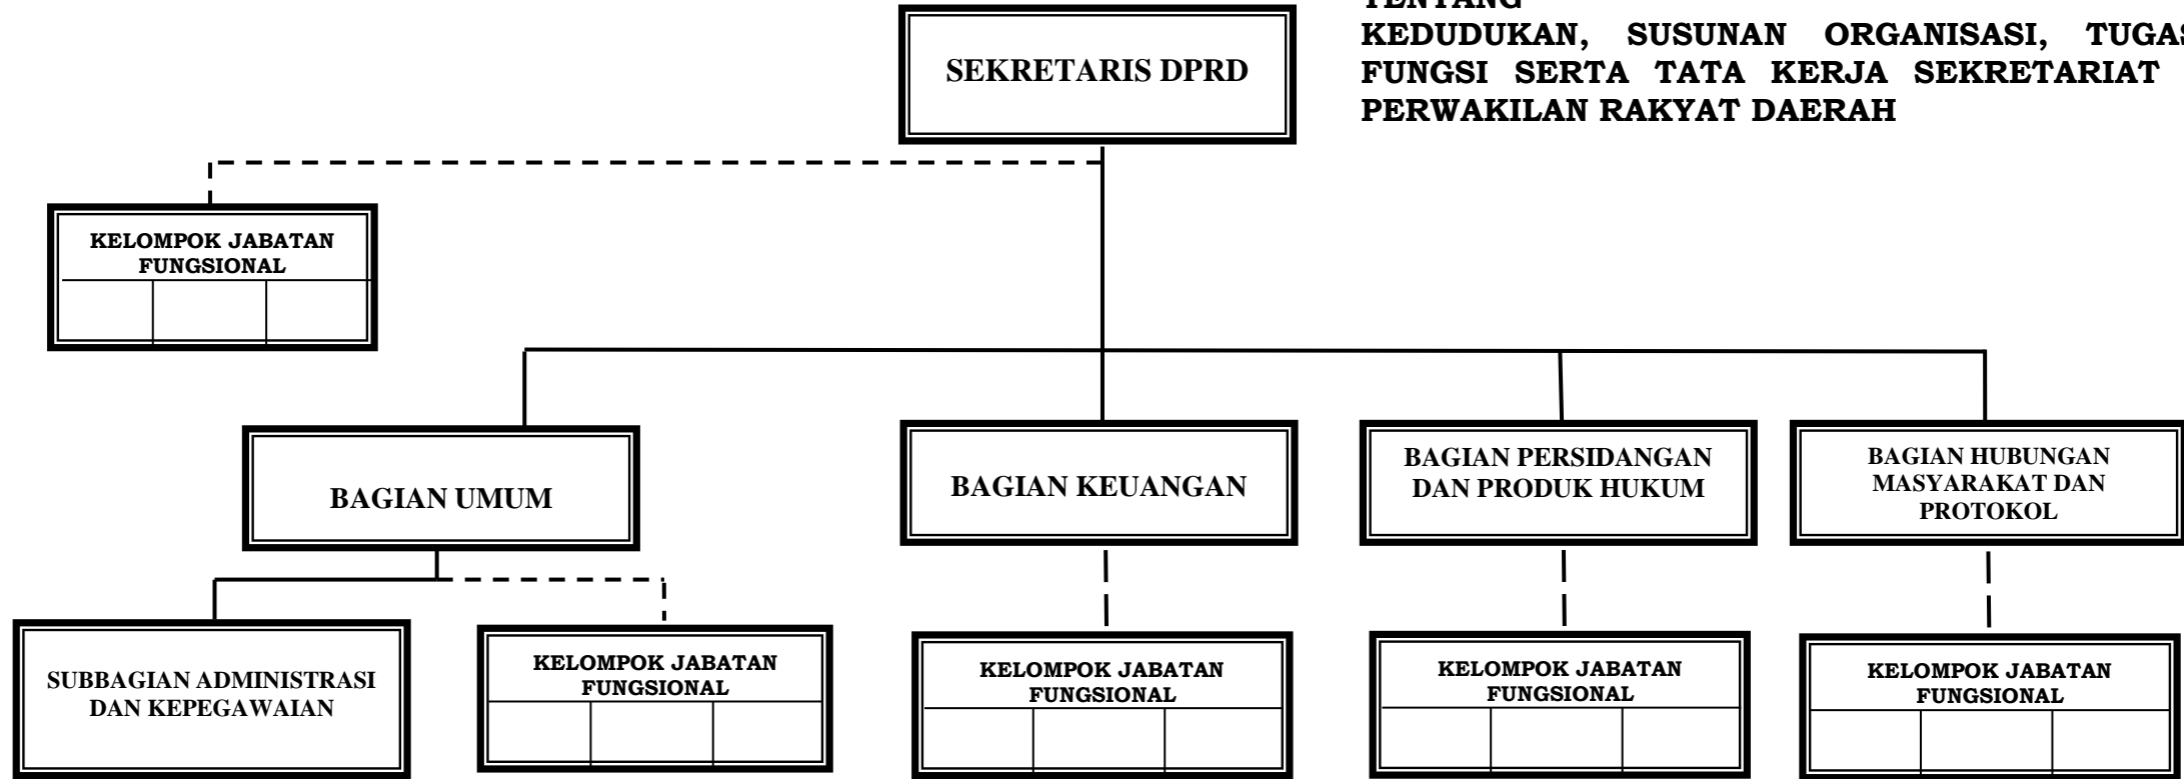 TENTANG
KEDUDUKAN, SUSUNAN ORGANISASI, TUGAS
FUNGSI SERTA TATA KERJA SEKRETARIAT
PERWAKILAN RAKYAT DAERAH
SEKRETARIS DPRD
KELOMPOK JABATAN
FUNGSIONAL
BAGIAN UMUM
BAGIAN KEUANGAN
BAGIAN PERSIDANGAN
DAN PRODUK HUKUM
BAGIAN HUBUNGAN
MASYARAKAT DAN
PROTOKOL
SUBBAGIAN ADMINISTRASI
DAN KEPEGAWAIAN
KELOMPOK JABATAN
FUNGSIONAL
KELOMPOK JABATAN
FUNGSIONAL
KELOMPOK JABATAN
FUNGSIONAL
KELOMPOK JABATAN
FUNGSIONAL